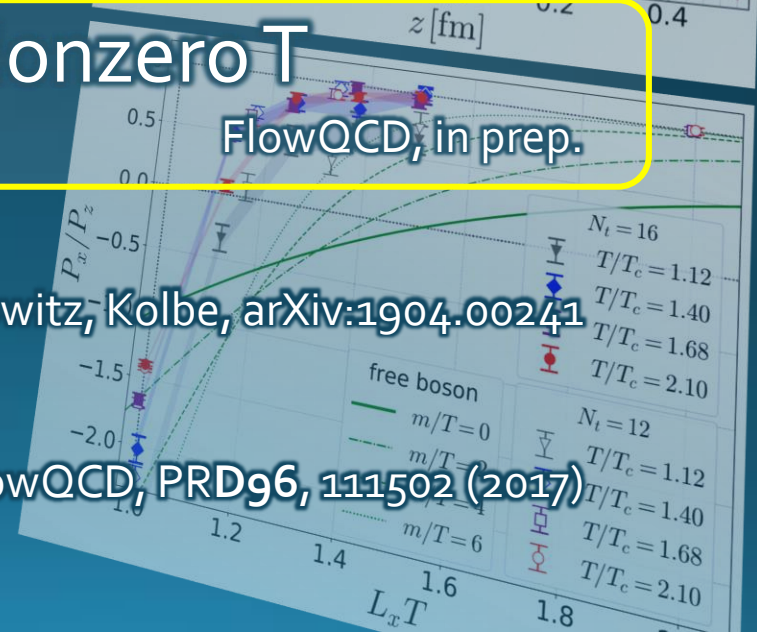 0.2
0.4
z [fm]
onzero T
FlowQCD, in prep.
0.5
0.0
−0.5
P_x/P_z
N_t = 16
T/T_c = 1.12
T/T_c = 1.40
T/T_c = 1.68
T/T_c = 2.10
witz, Kolbe, arXiv:1904.00241
−1.5
−2.0
free boson
m/T = 0
m/T
m/T = 6
N_t = 12
T/T_c = 1.12
T/T_c = 1.40
T/T_c = 1.68
T/T_c = 2.10
owQCD, PRD96, 111502 (2017)
1.0
1.2
1.4
1.6
1.8
L_xT